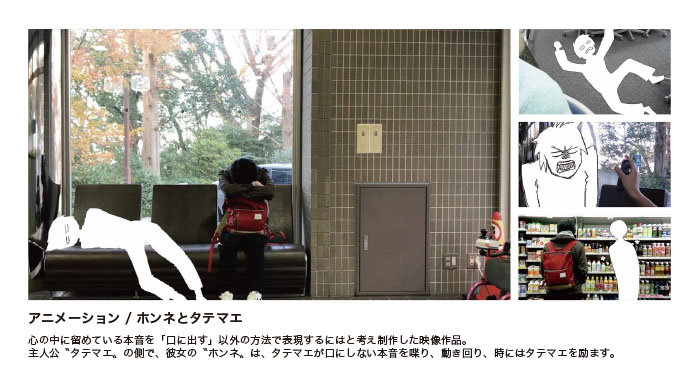 アニメーション / ホンネとタテマエ
心の中に留めている本音を「口に出す」以外の方法で表現するにはと考え制作した映像作品。
主人公〝タテマエ〟の側で、彼女の〝ホンネ〟は、タテマエが口にしない本音を喋り、動き回り、時にはタテマエを励ます。